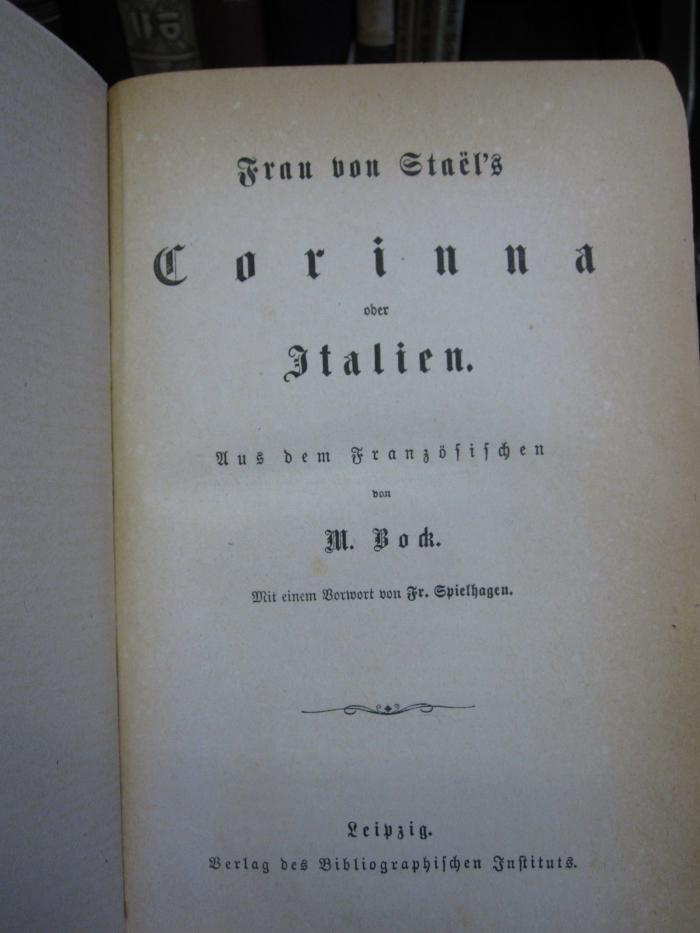 Frau von Staël's
Corinna
oder
Italien.
Aus dem Französischen
von
M. Bock.
Mit einem Vorwort von Fr. Spielhagen.
Leipzig.
Verlag des Bibliographischen Instituts.